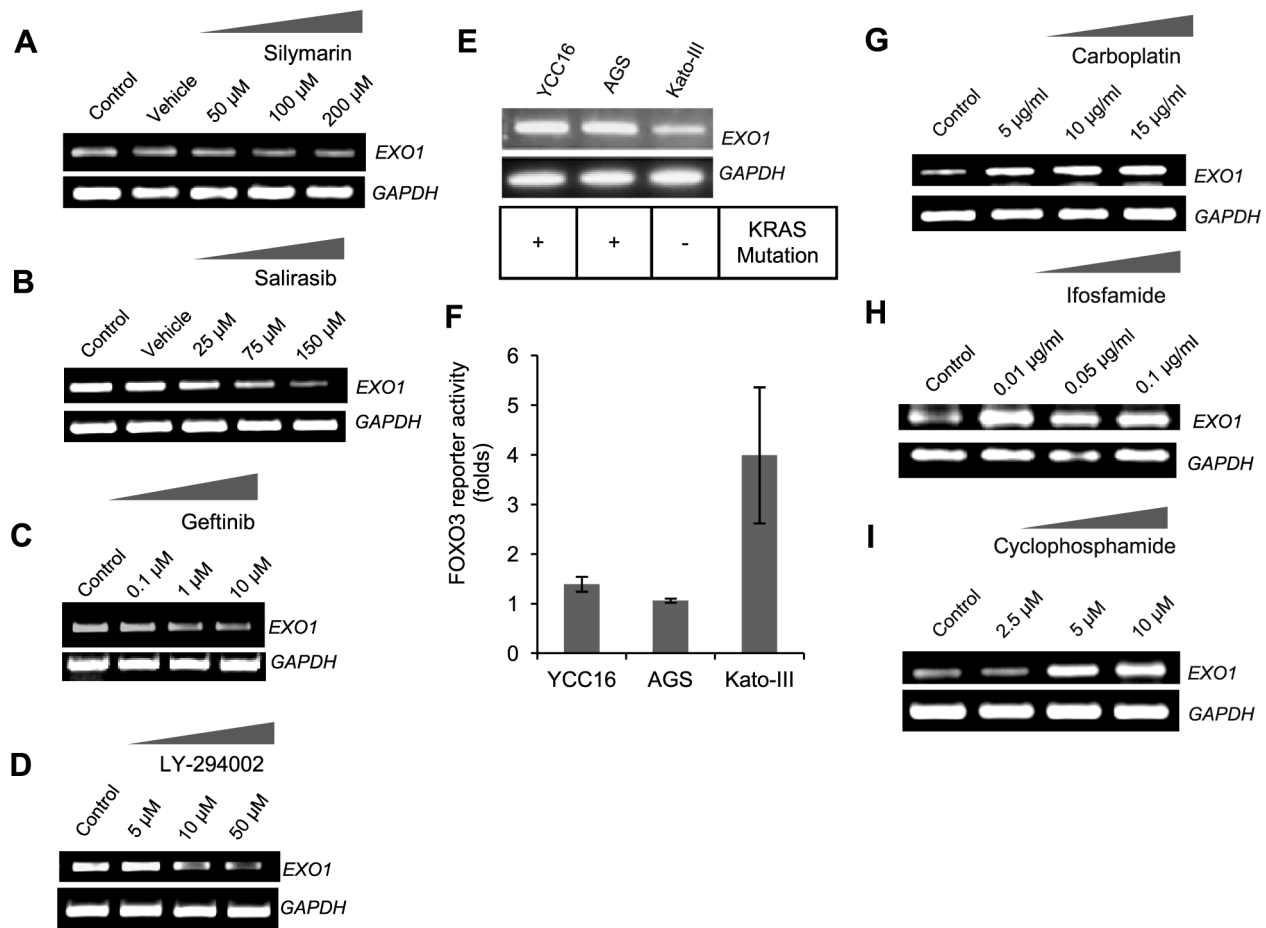 A
Silymarin
Control Vehicle 50 µM 100 µM 200 µM
EXO1
GAPDH
B
Salirasib
Control Vehicle 25 µM 75 µM 150 µM
EXO1
GAPDH
C
Geftinib
Control 0.1 µM 1 µM 10 µM
EXO1
GAPDH
D
LY-294002
Control 5 µM 10 µM 50 µM
EXO1
GAPDH
E
YCC16 AGS Kato-III
EXO1
GAPDH
+ + - KRAS
Mutation
F
FOXO3 reporter activity
(folds)
6
5
4
3
2
1
0
YCC16 AGS Kato-III
G
Carboplatin
Control 5 µg/ml 10 µg/ml 15 µg/ml
EXO1
GAPDH
H
Ifosfamide
Control 0.01 µg/ml 0.05 µg/ml 0.1 µg/ml
EXO1
GAPDH
I
Cyclophosphamide
Control 2.5 µM 5 µM 10 µM
EXO1
GAPDH